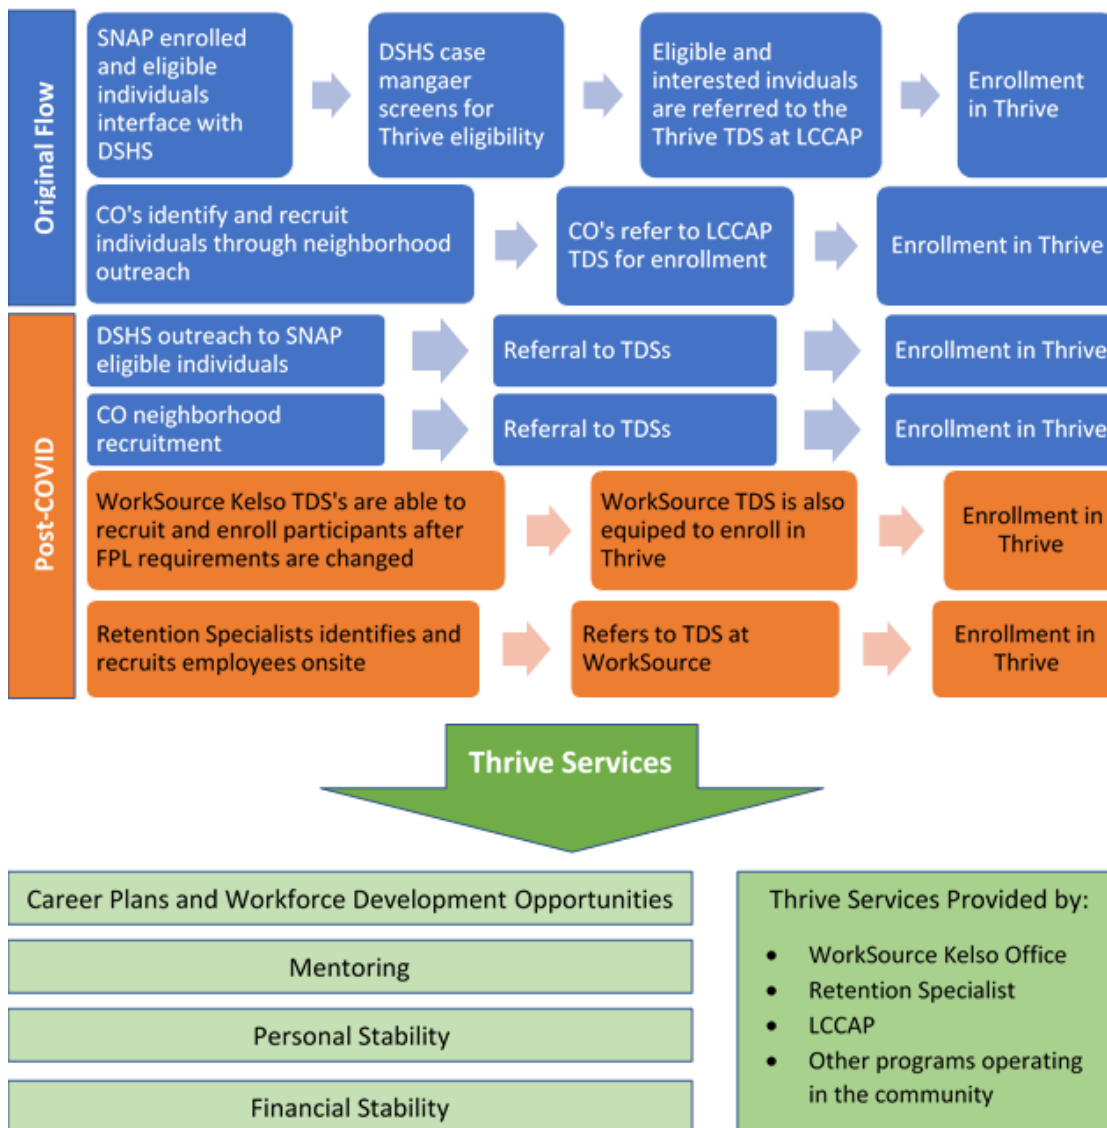 Original Flow
SNAP enrolled
and eligible
individuals
interface with
DSHS
DSHS case
mangaer
screens for
Thrive eligibility
Eligible and
interested inviduals
are referred to the
Thrive TDS at LCCAP
Enrollment
in Thrive
CO's identify and recruit
individuals through neighborhood
outreach
CO's refer to LCCAP
TDS for enrollment
Enrollment in Thrive
Post-COVID
DSHS outreach to SNAP
eligible individuals
Referral to TDSs
Enrollment in Thrive
CO neighborhood
recruitment
Referral to TDSs
Enrollment in Thrive
WorkSource Kelso TDS's are able to
recruit and enroll participants after
FPL requirements are changed
WorkSource TDS is also
equiped to enroll in
Thrive
Enrollment in
Thrive
Retention Specialists identifies and
recruits employees onsite
Refers to TDS at
WorkSource
Enrollment in
Thrive
Thrive Services
Career Plans and Workforce Development Opportunities
Mentoring
Personal Stability
Financial Stability
Thrive Services Provided by:
• WorkSource Kelso Office
• Retention Specialist
• LCCAP
• Other programs operating
in the community